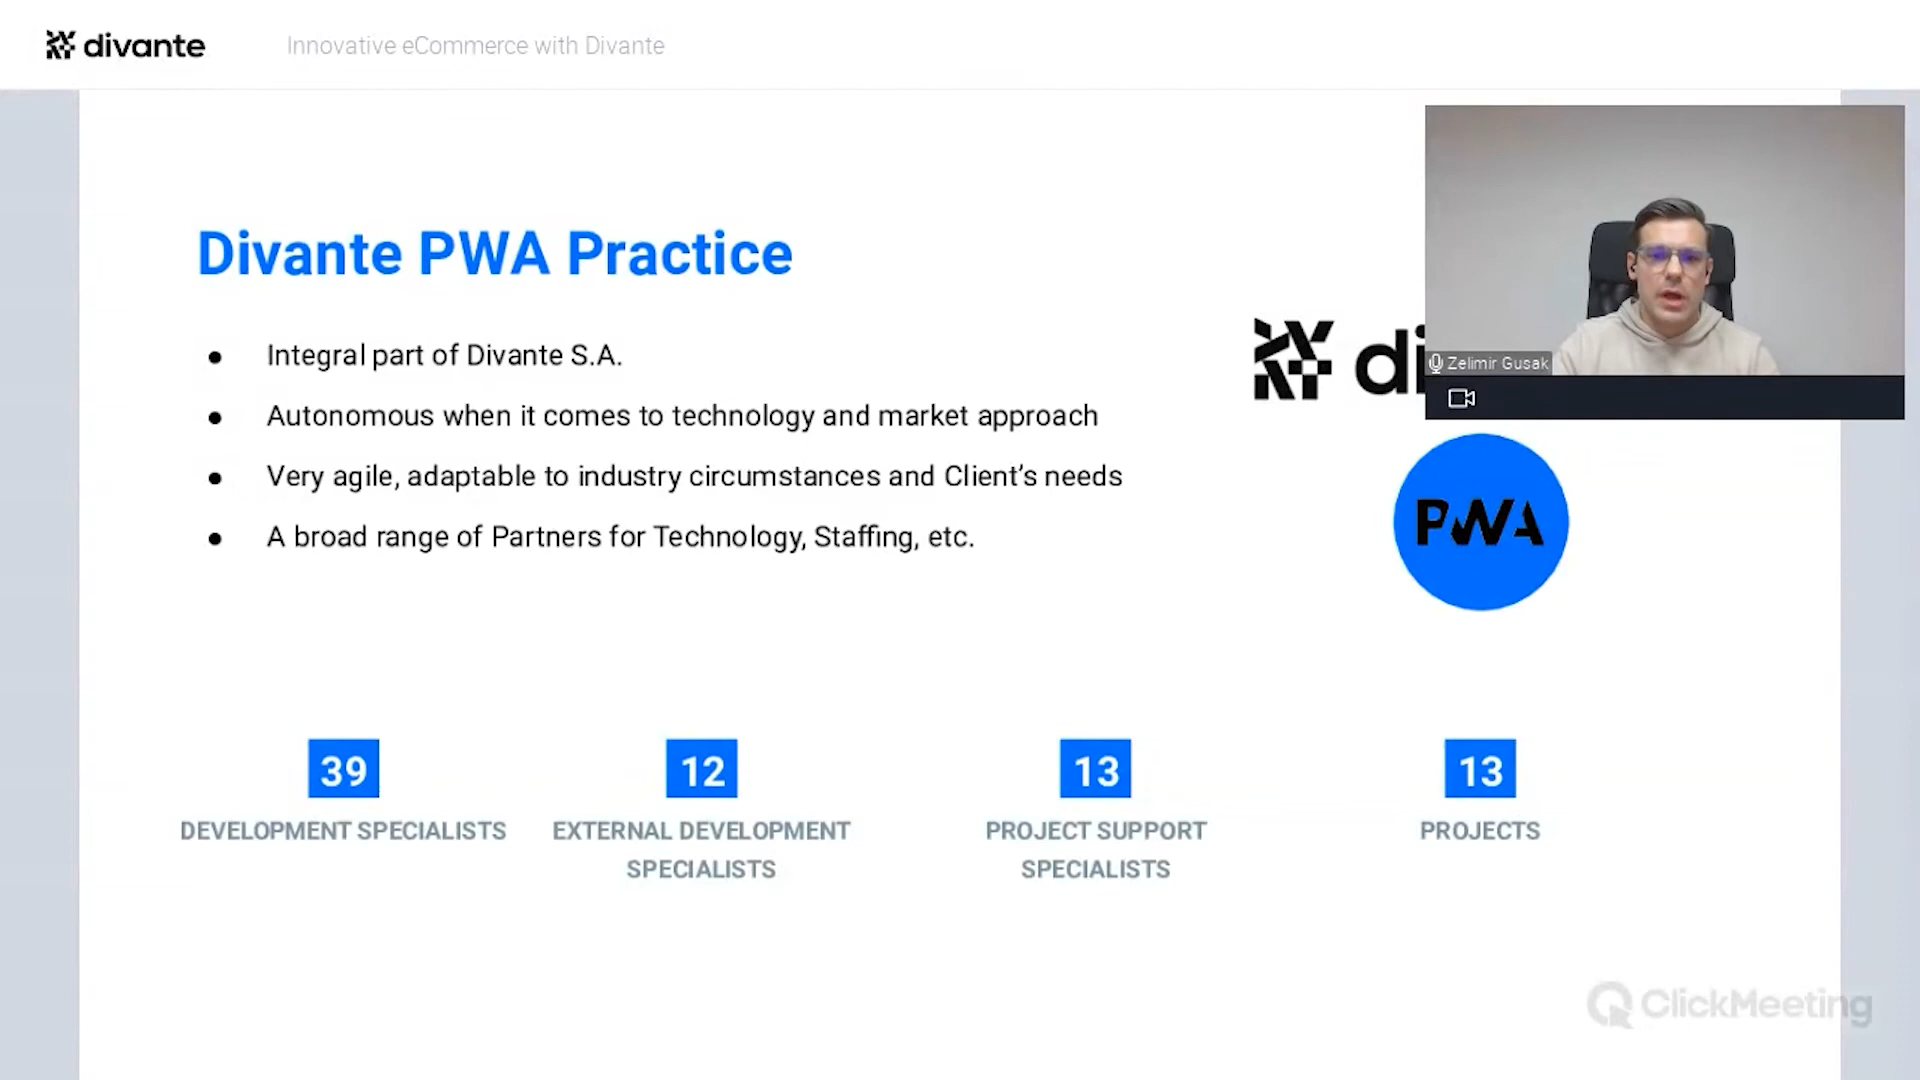 divante
Innovative eCommerce with Divante
Divante PWA Practice
● Integral part of Divante S.A.
● Autonomous when it comes to technology and market approach
● Very agile, adaptable to industry circumstances and Client’s needs
● A broad range of Partners for Technology, Staffing, etc.
di
Zelimir Gusak
PWA
39
DEVELOPMENT SPECIALISTS
12
EXTERNAL DEVELOPMENT
SPECIALISTS
13
PROJECT SUPPORT
SPECIALISTS
13
PROJECTS
ClickMeeting